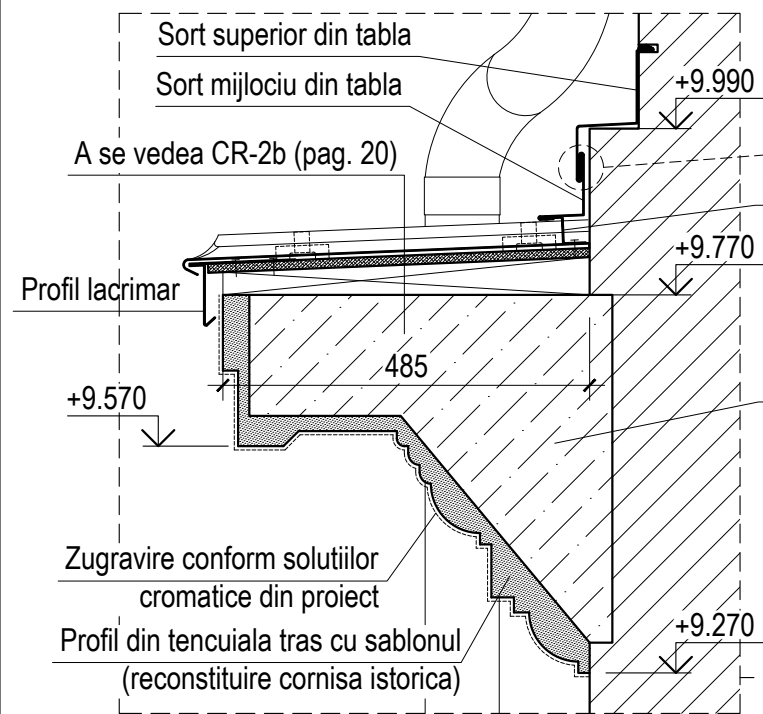 Sort superior din tabla
Sort mijlociu din tabla
+9.990
A se vedea CR-2b (pag. 20)
+9.770
Profil lacrimar
485
+9.570
Zugravire conform solutiilor
cromatice din proiect
Profil din tencuiala tras cu sablonul
(reconstituire cornisa istorica)
+9.270